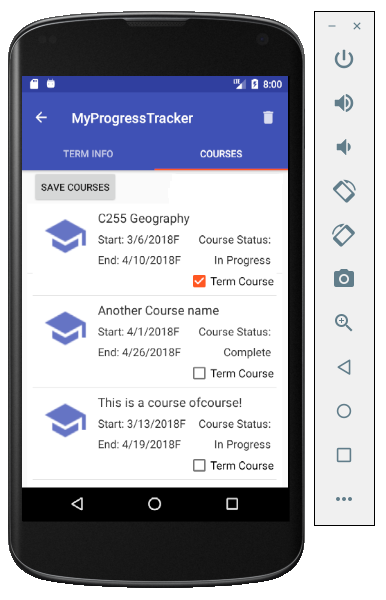 8:00
MyProgressTracker
TERM INFO COURSES
SAVE COURSES
C255 Geography
Start: 3/6/2018F Course Status:
End: 4/10/2018F In Progress
Term Course
Another Course name
Start: 4/1/2018F Course Status:
End: 4/26/2018F Complete
Term Course
This is a course ofcourse!
Start: 3/13/2018F Course Status:
End: 4/19/2018F In Progress
Term Course